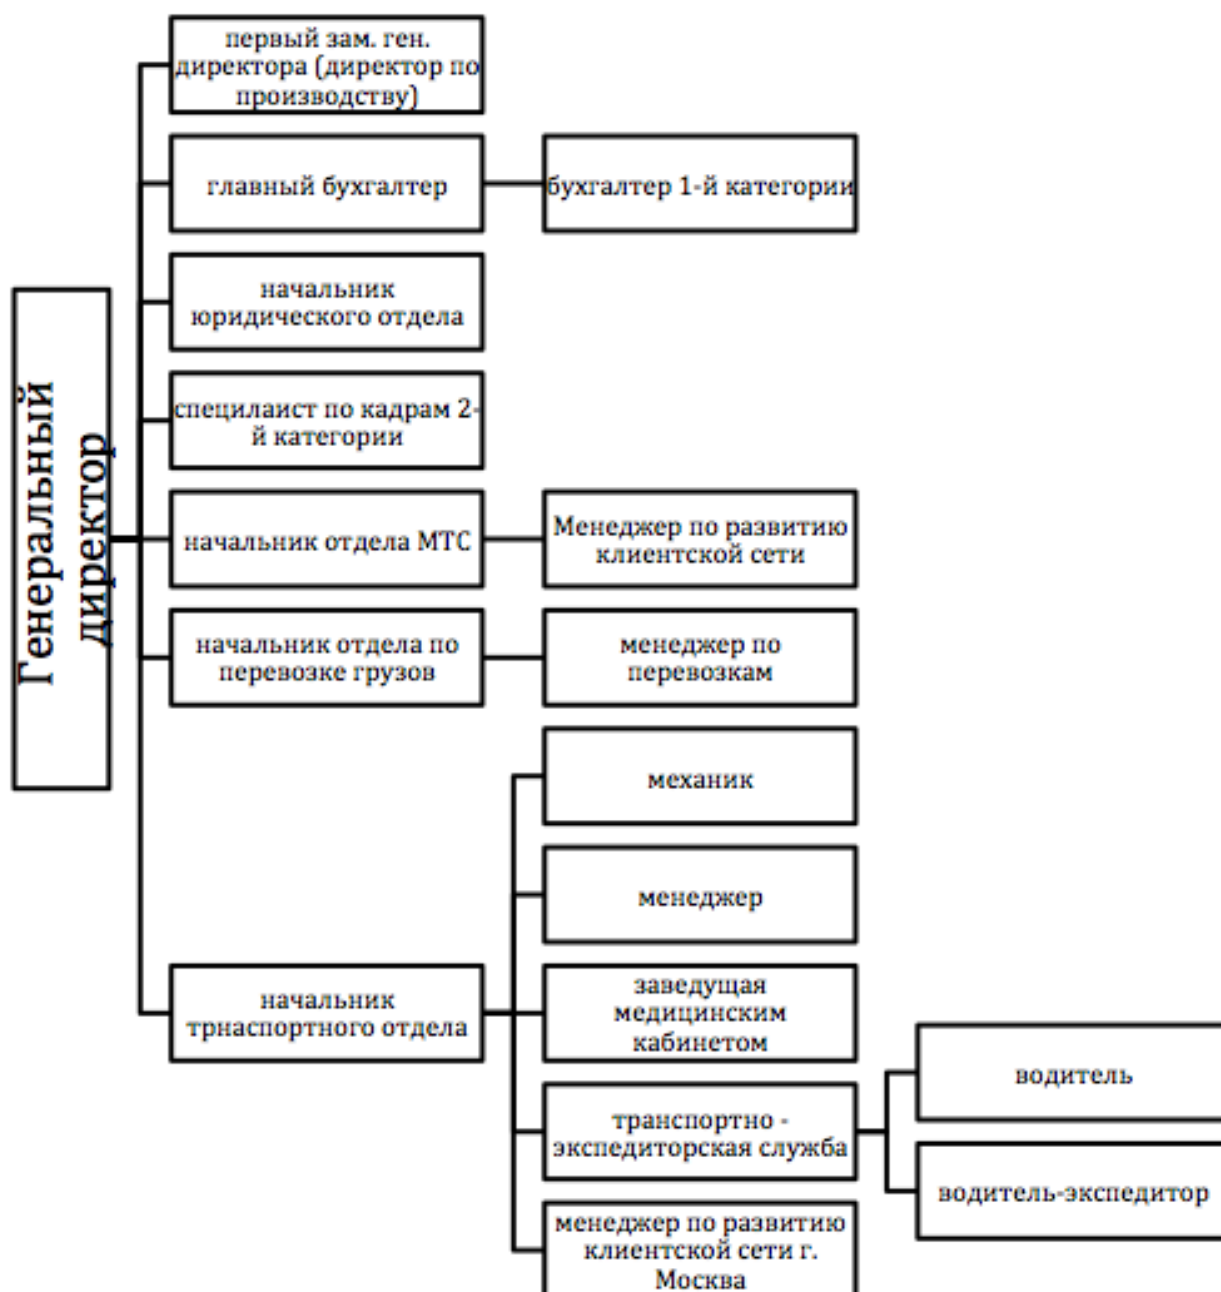 Генеральный
директор
первый зам. ген.
директора (директор по
производству)
главный бухгалтер
бухгалтер 1-й категории
начальник
юридического отдела
специлаист по кадрам 2-
й категории
начальник отдела МТС
Менеджер по развитию
клиентской сети
начальник отдела по
перевозке грузов
менеджер по
перевозкам
начальник
трнаспортного отдела
механик
менеджер
заведущая
медицинским
кабинетом
транспортно -
экспедиторская служба
водитель
водитель-экспедитор
менеджер по развитию
клиентской сети г.
Москва